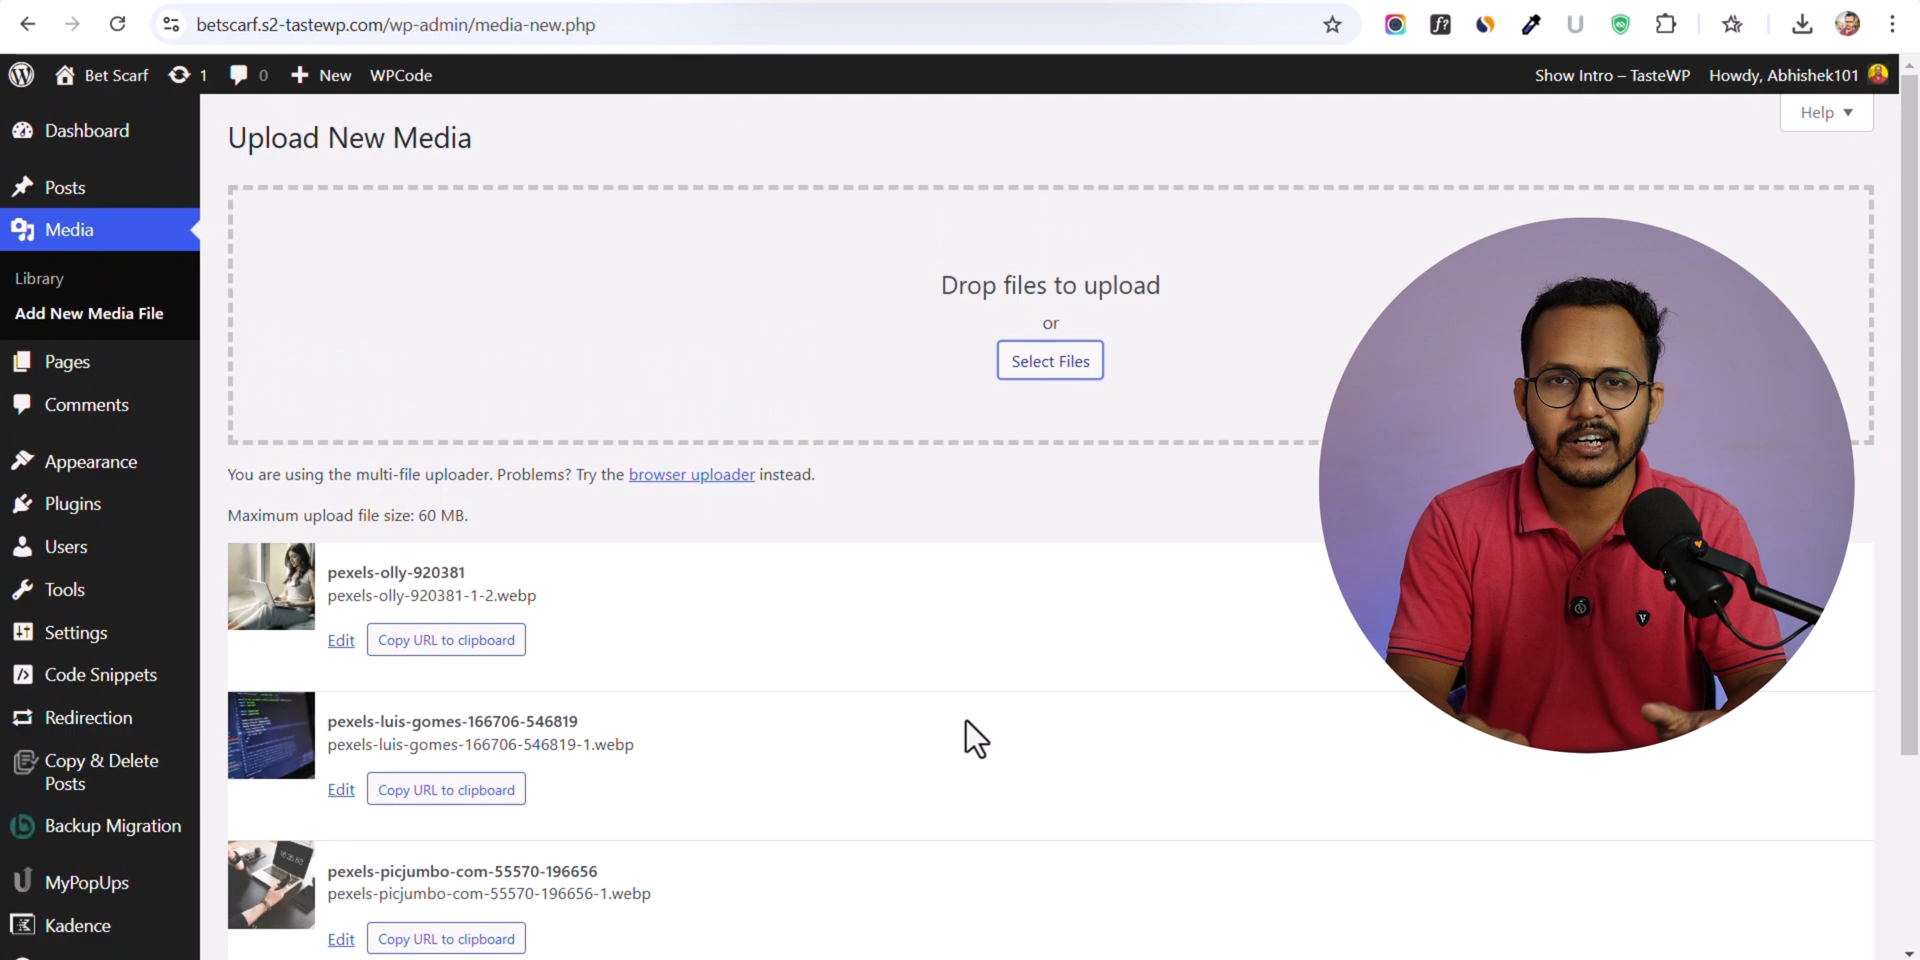 betscarf.s2-tastewp.com/wp-admin/media-new.php
Bet Scarf
1
0
New
WPCode
Show Intro – TasteWP
Howdy, Abhishek101
Dashboard
Posts
Media
Library
Add New Media File
Pages
Comments
Appearance
Plugins
Users
Tools
Settings
Code Snippets
Redirection
Copy & Delete
Posts
Backup Migration
MyPopUps
Kadence
Help
Upload New Media
Drop files to upload
or
Select Files
You are using the multi-file uploader. Problems? Try the browser uploader instead.
Maximum upload file size: 60 MB.
pexels-olly-920381
pexels-olly-920381-1-2.webp
Edit
Copy URL to clipboard
pexels-luis-gomes-166706-546819
pexels-luis-gomes-166706-546819-1.webp
Edit
Copy URL to clipboard
pexels-picjumbo-com-55570-196656
pexels-picjumbo-com-55570-196656-1.webp
Edit
Copy URL to clipboard